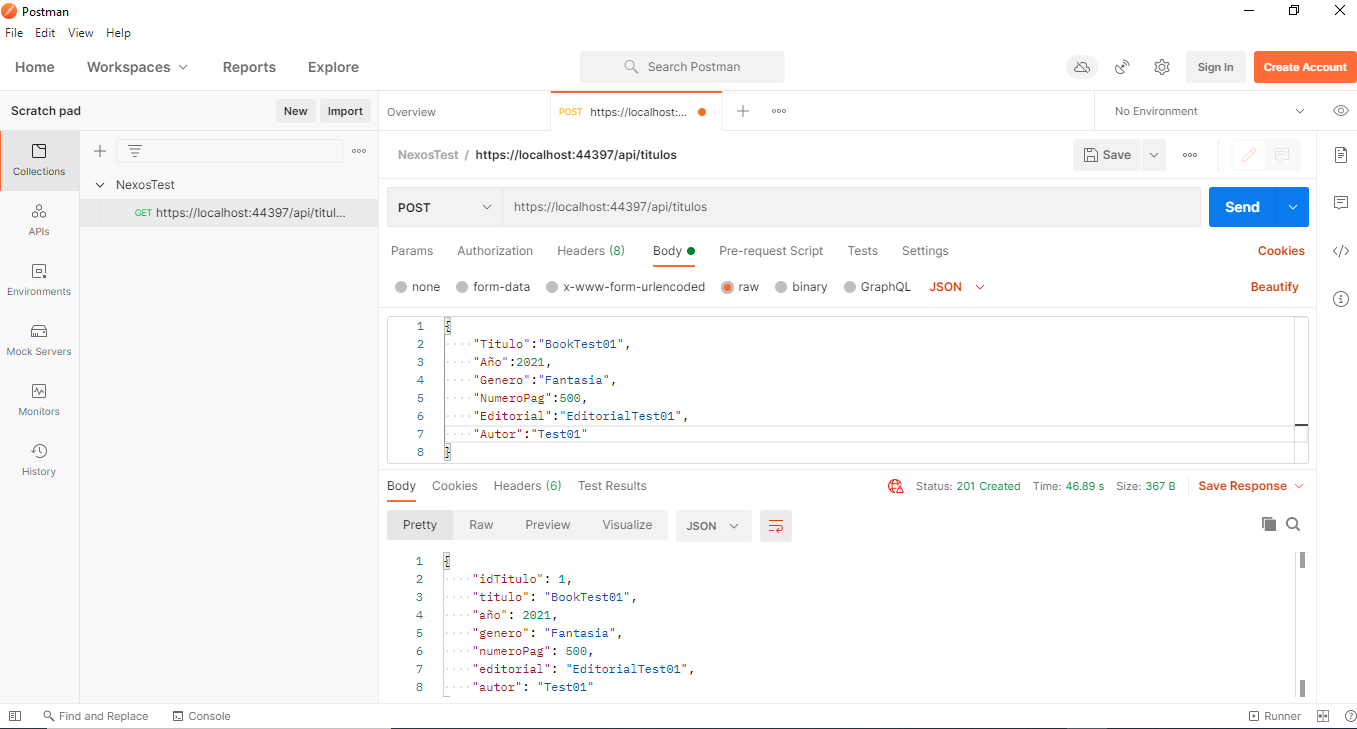 Postman
File Edit View Help
Home Workspaces Reports Explore Search Postman Sign In Create Account
Scratch pad New Import Overview POST https://localhost:... No Environment
NexosTest / https://localhost:44397/api/titulos Save
Collections
NexosTest
GET https://localhost:44397/api/titul...
APIs
Environments
Mock Servers
Monitors
History
POST https://localhost:44397/api/titulos Send
Params Authorization Headers (8) Body Pre-request Script Tests Settings Cookies
none form-data x-www-form-urlencoded raw binary GraphQL JSON Beautify
1 {
2 "Titulo":"BookTest01",
3 "Año":2021,
4 "Genero":"Fantasia",
5 "NumeroPag":500,
6 "Editorial":"EditorialTest01",
7 "Autor":"Test01"
8 }
Body Cookies Headers (6) Test Results Status: 201 Created Time: 46.89 s Size: 367 B Save Response
Pretty Raw Preview Visualize JSON
1 {
2 "idTitulo": 1,
3 "titulo": "BookTest01",
4 "año": 2021,
5 "genero": "Fantasia",
6 "numeroPag": 500,
7 "editorial": "EditorialTest01",
8 "autor": "Test01"
Find and Replace Console Runner